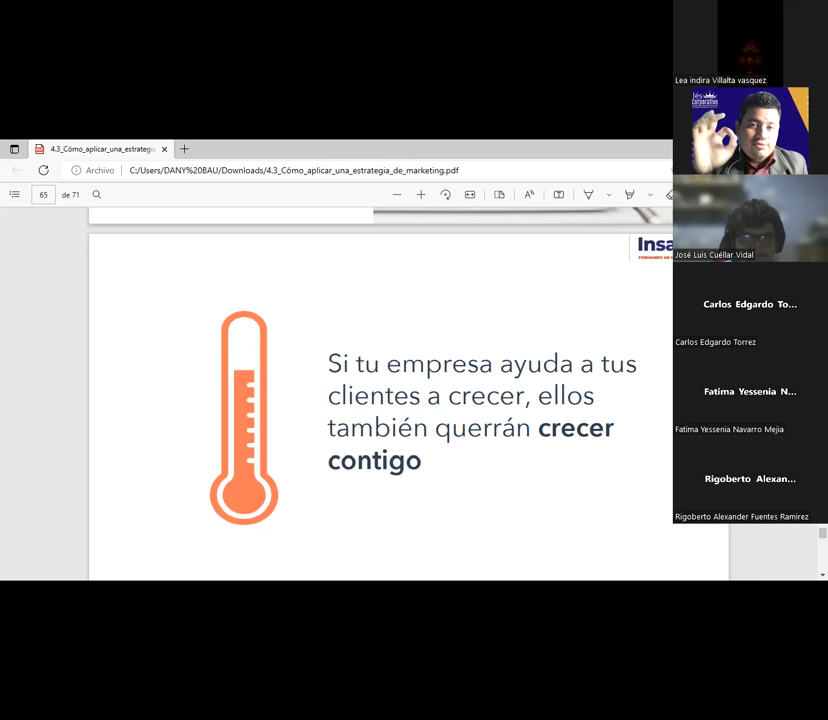 Lea indira Villalta vasquez
Corporativo
4.3_Cómo_aplicar_una_estrategi
Archivo
C:/Users/DANY%20BAU/Downloads/4.3_Cómo_aplicar_una_estrategia_de_marketing.pdf
65
de 71
Insa
Si tu empresa ayuda a tus
clientes a crecer, ellos
también querrán crecer
contigo
José Luis Cuéllar Vidal
Carlos Edgardo To...
Carlos Edgardo Torrez
Fatima Yessenia N...
Fatima Yessenia Navarro Mejia
Rigoberto Alexan...
Rigoberto Alexander Fuentes Ramirez